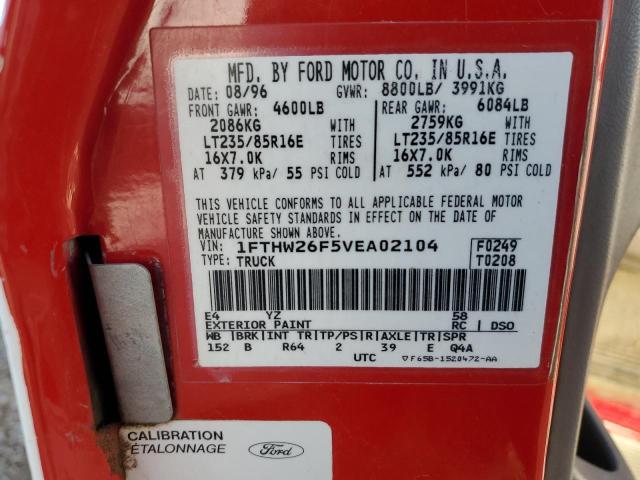 MFD. BY FORD MOTOR CO. IN U.S.A.
DATE: 08/96 GVWR: 8800LB/ 3991KG
FRONT GAWR: 4600LB REAR GAWR: 6084LB
2086KG WITH 2759KG WITH
LT235/85R16E TIRES LT235/85R16E TIRES
16X7.0K RIMS 16X7.0K RIMS
AT 379 kPa/ 55 PSI COLD AT 552 kPa/ 80 PSI COLD
THIS VEHICLE CONFORMS TO ALL APPLICABLE FEDERAL MOTOR
VEHICLE SAFETY STANDARDS IN EFFECT ON THE DATE OF
MANUFACTURE SHOWN ABOVE.
VIN: 1FTHW26F5VEA02104 F0249
TYPE: TRUCK T0208
E4 YZ 58
EXTERIOR PAINT RC DSO
WB BRK INT TR TP/PS R AXLE TR SPR
152 B R64 2 39 E Q4A
UTC ▽F65B-1520472-AA
CALIBRATION
ÉTALONNAGE Ford